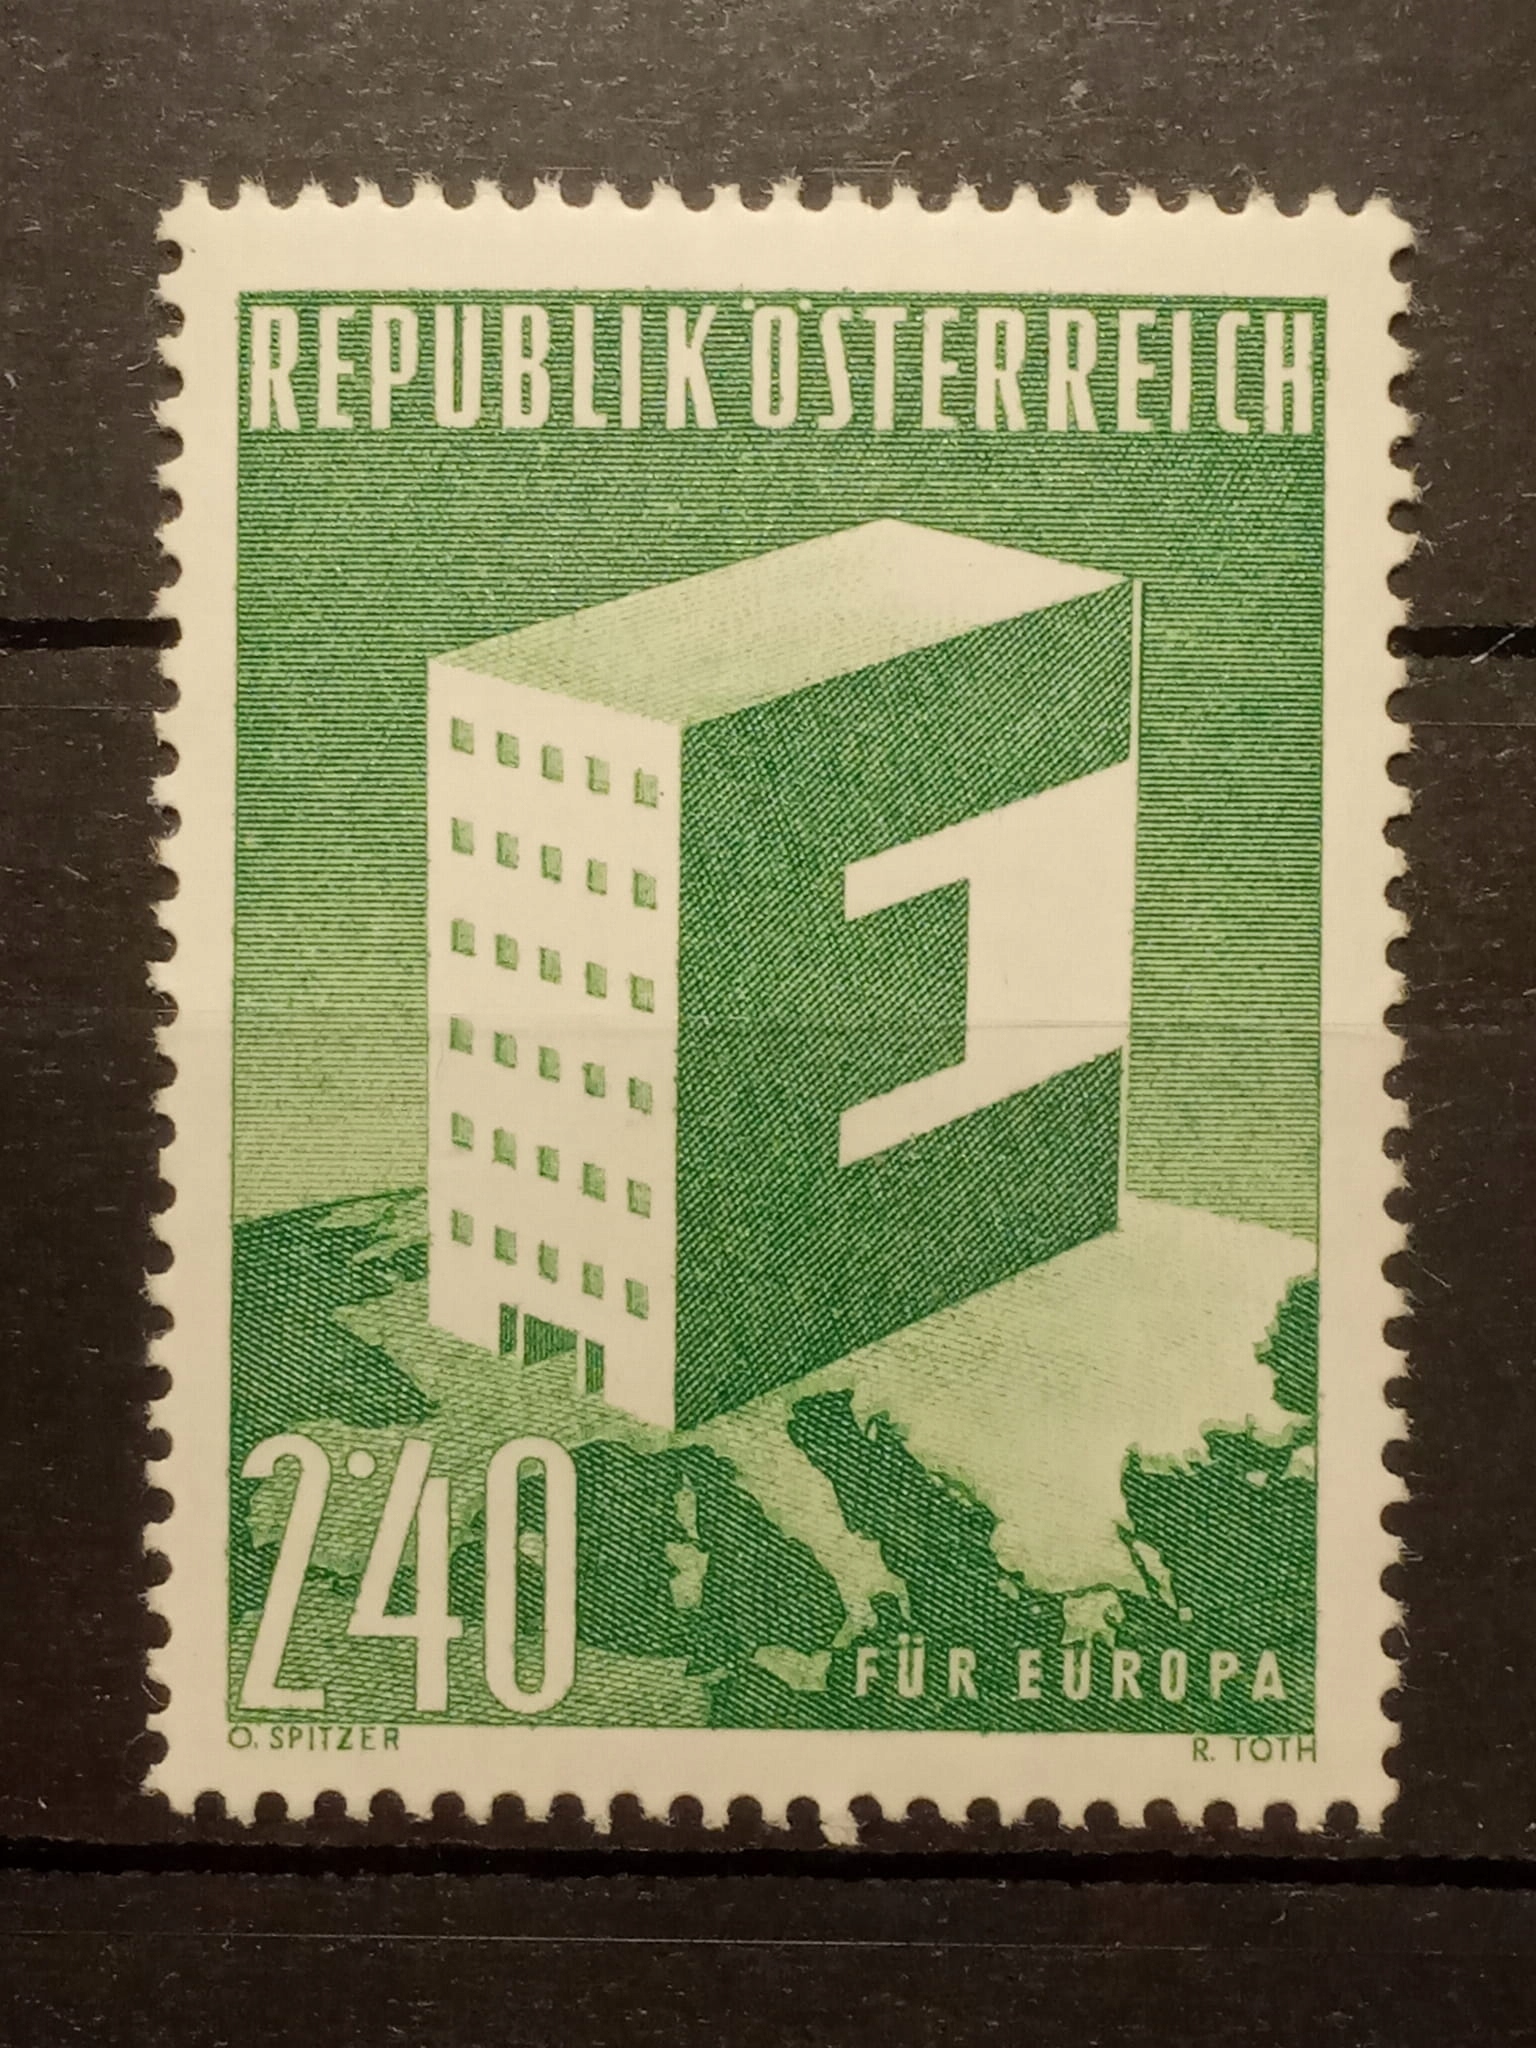 REPUBLIK ÖSTERREICH
E
2·40
FÜR EUROPA
O. SPITZER
R. TOTH